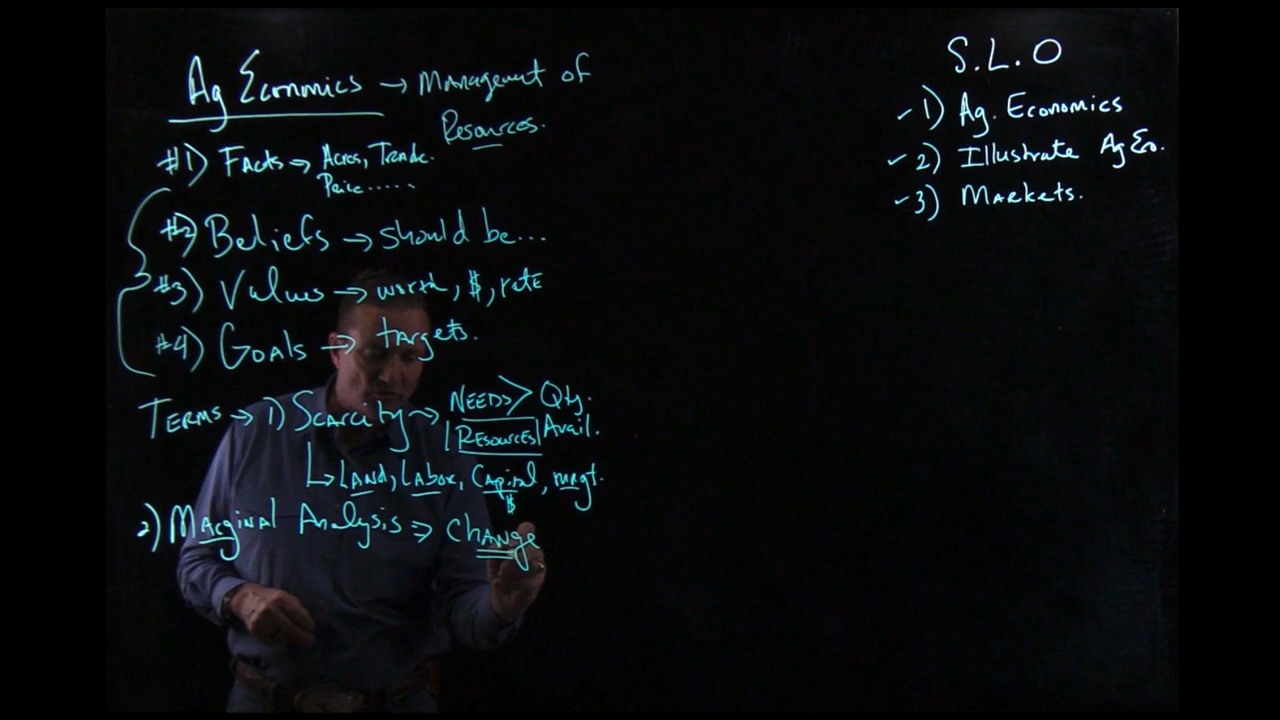 Ag Economics → Management of
Resources.
#1) Facts → Acres, Trade.
Price.....
#2) Beliefs → should be...
#3) Values → worth, $, rate
#4) Goals → targets.
Terms → 1) Scarcity → Needs > Qty.
Resources Avail.
↳ Land, Labor, Capital, mngt.
$
2) Marginal Analysis ⇒ Change
S.L.O
✓ 1) Ag. Economics
✓ 2) Illustrate Ag Ec.
✓ 3) Markets.